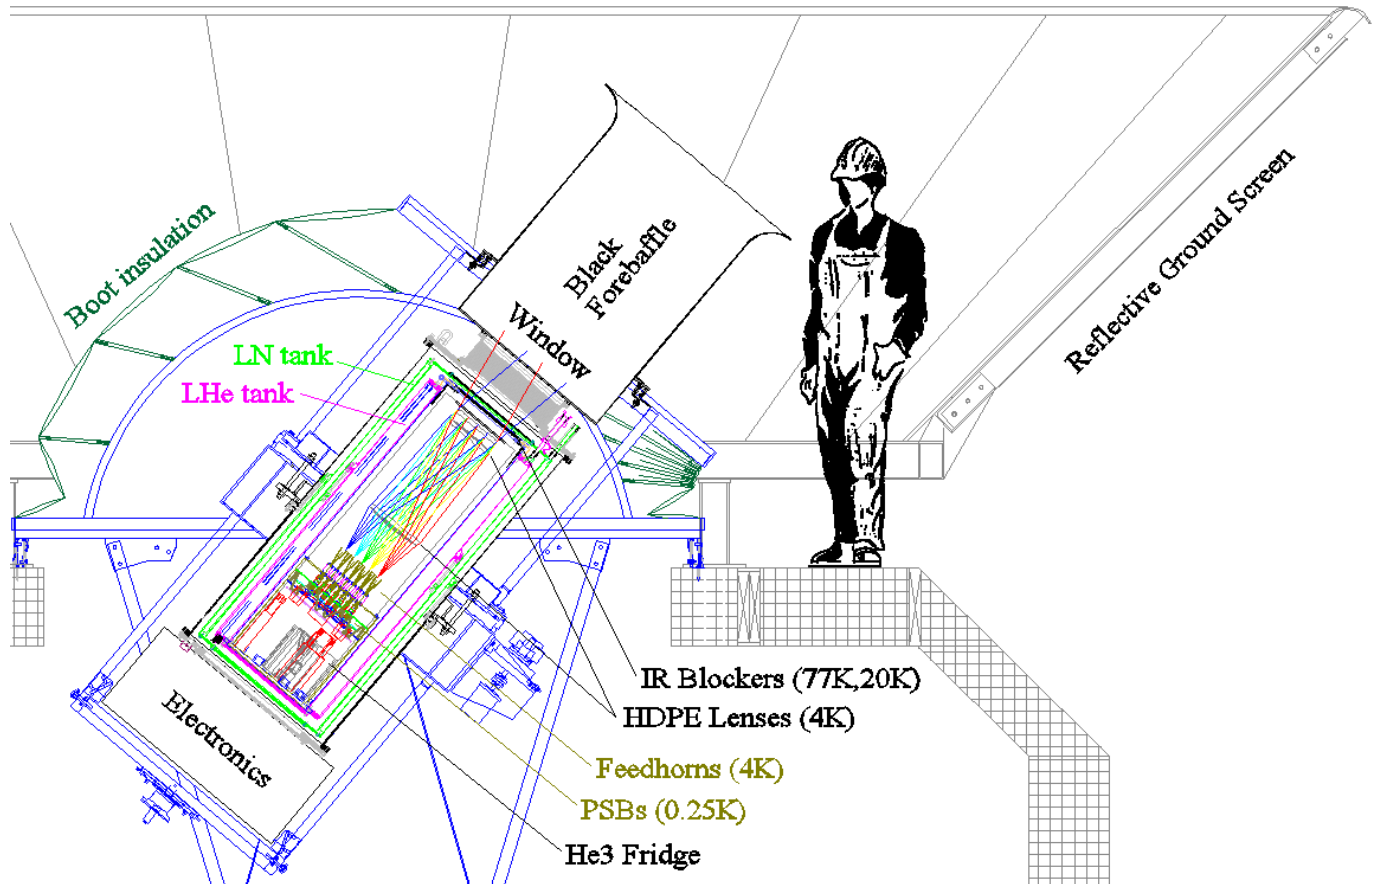 Reflective Ground Screen
Boot insulation
Black
Forebaffle
Window
LN tank
LHe tank
IR Blockers (77K,20K)
HDPE Lenses (4K)
Electronics
Feedhorns (4K)
PSBs (0.25K)
He3 Fridge